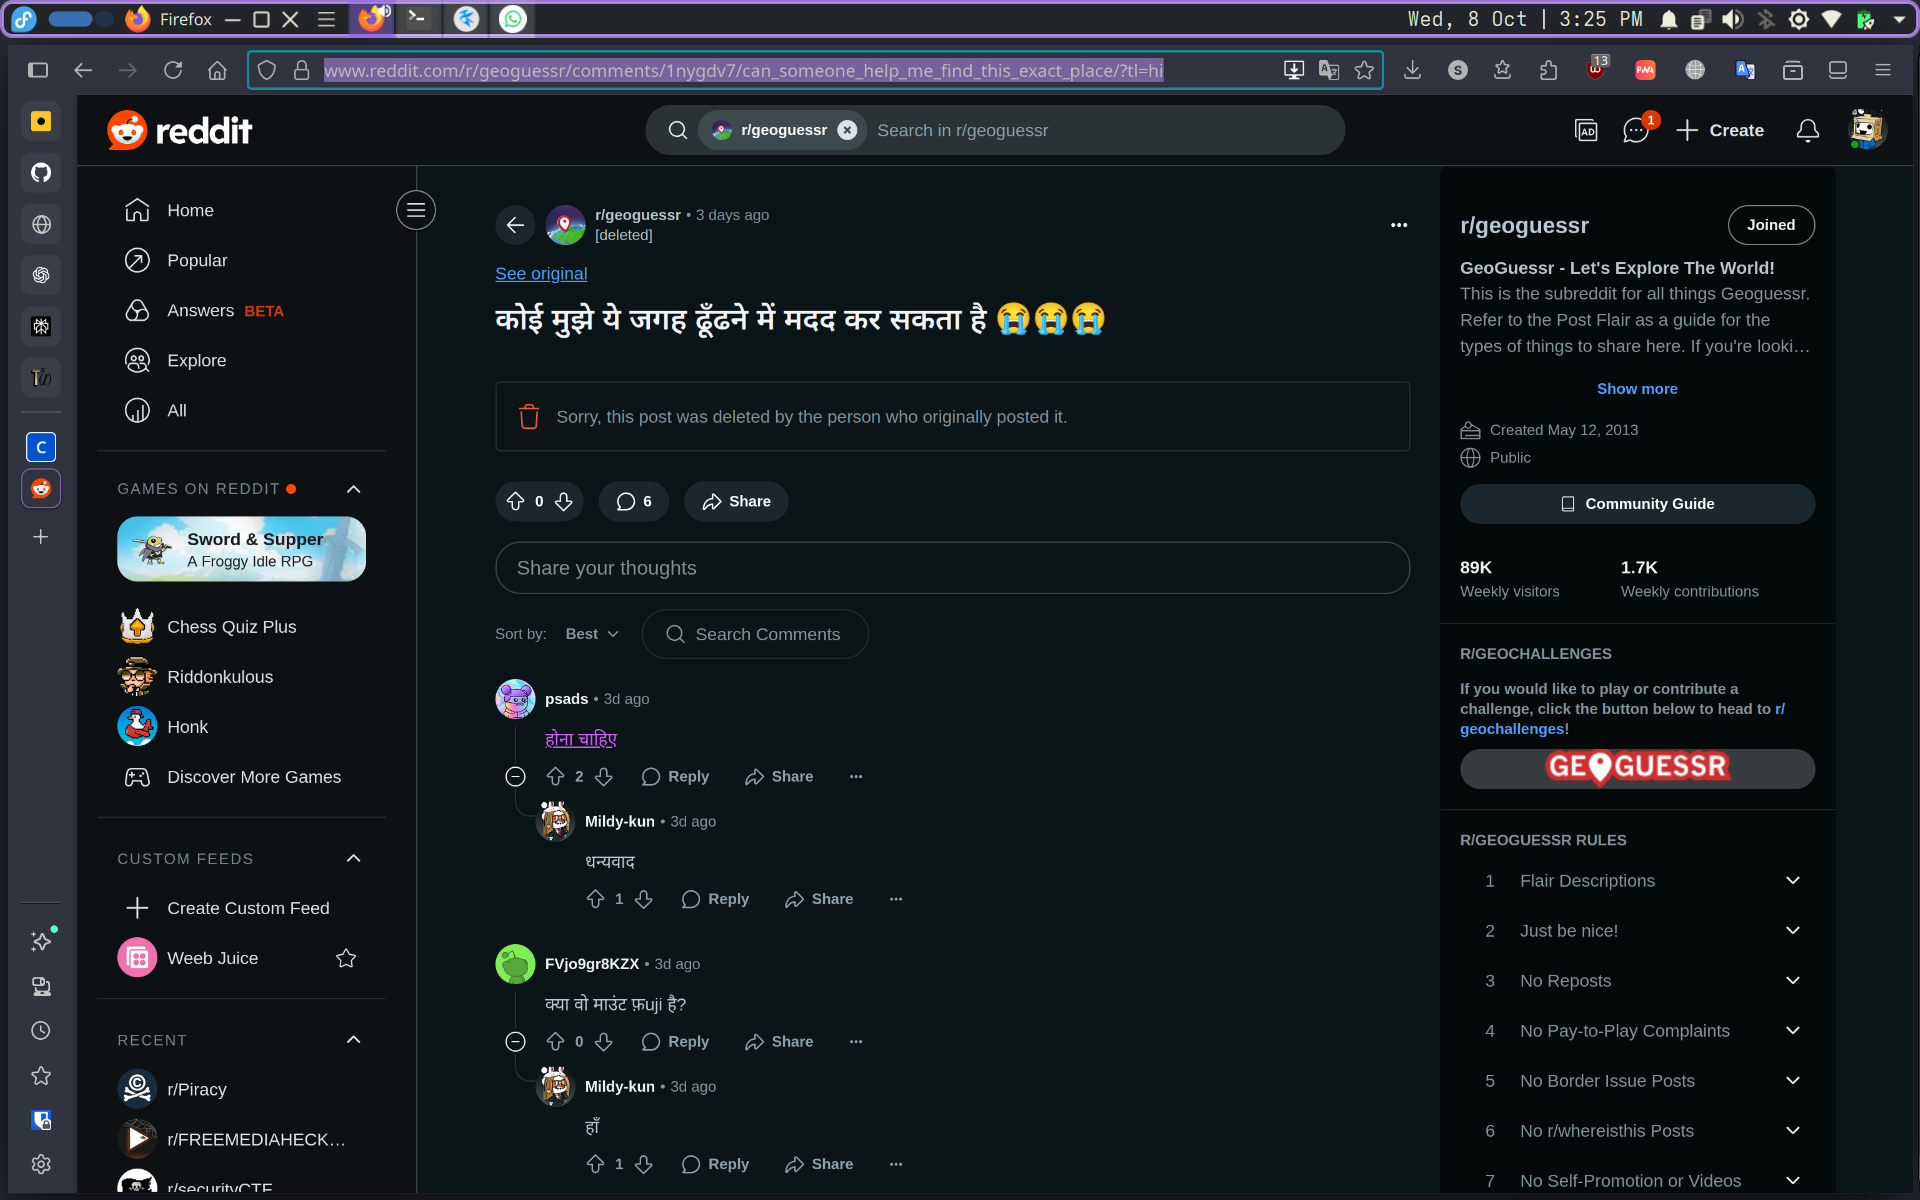 Firefox
Wed, 8 Oct | 3:25 PM
www.reddit.com/r/geoguessr/comments/1nygdv7/can_someone_help_me_find_this_exact_place/?tl=hi
13
S
reddit
r/geoguessr
Search in r/geoguessr
AD
1
Create
C
Home
Popular
Answers BETA
Explore
All
GAMES ON REDDIT
Sword & Supper
A Froggy Idle RPG
Chess Quiz Plus
Riddonkulous
Honk
Discover More Games
CUSTOM FEEDS
Create Custom Feed
Weeb Juice
RECENT
r/Piracy
r/FREEMEDIAHECK...
r/securityCTF
r/geoguessr • 3 days ago
[deleted]
See original
कोई मुझे ये जगह ढूँढने में मदद कर सकता है 😭😭😭
Sorry, this post was deleted by the person who originally posted it.
0
6
Share
Share your thoughts
Sort by: Best
Search Comments
psads • 3d ago
होना चाहिए
2 Reply Share
Mildy-kun • 3d ago
धन्यवाद
1 Reply Share
FVjo9gr8KZX • 3d ago
क्या वो माउंट फ़uji है?
0 Reply Share
Mildy-kun • 3d ago
हाँ
1 Reply Share
r/geoguessr
Joined
GeoGuessr - Let's Explore The World!
This is the subreddit for all things Geoguessr.
Refer to the Post Flair as a guide for the
types of things to share here. If you're looki...
Show more
Created May 12, 2013
Public
Community Guide
89K 1.7K
Weekly visitors Weekly contributions
R/GEOCHALLENGES
If you would like to play or contribute a
challenge, click the button below to head to r/
geochallenges!
GEOGUESSR
R/GEOGUESSR RULES
1 Flair Descriptions
2 Just be nice!
3 No Reposts
4 No Pay-to-Play Complaints
5 No Border Issue Posts
6 No r/whereisthis Posts
7 No Self-Promotion or Videos